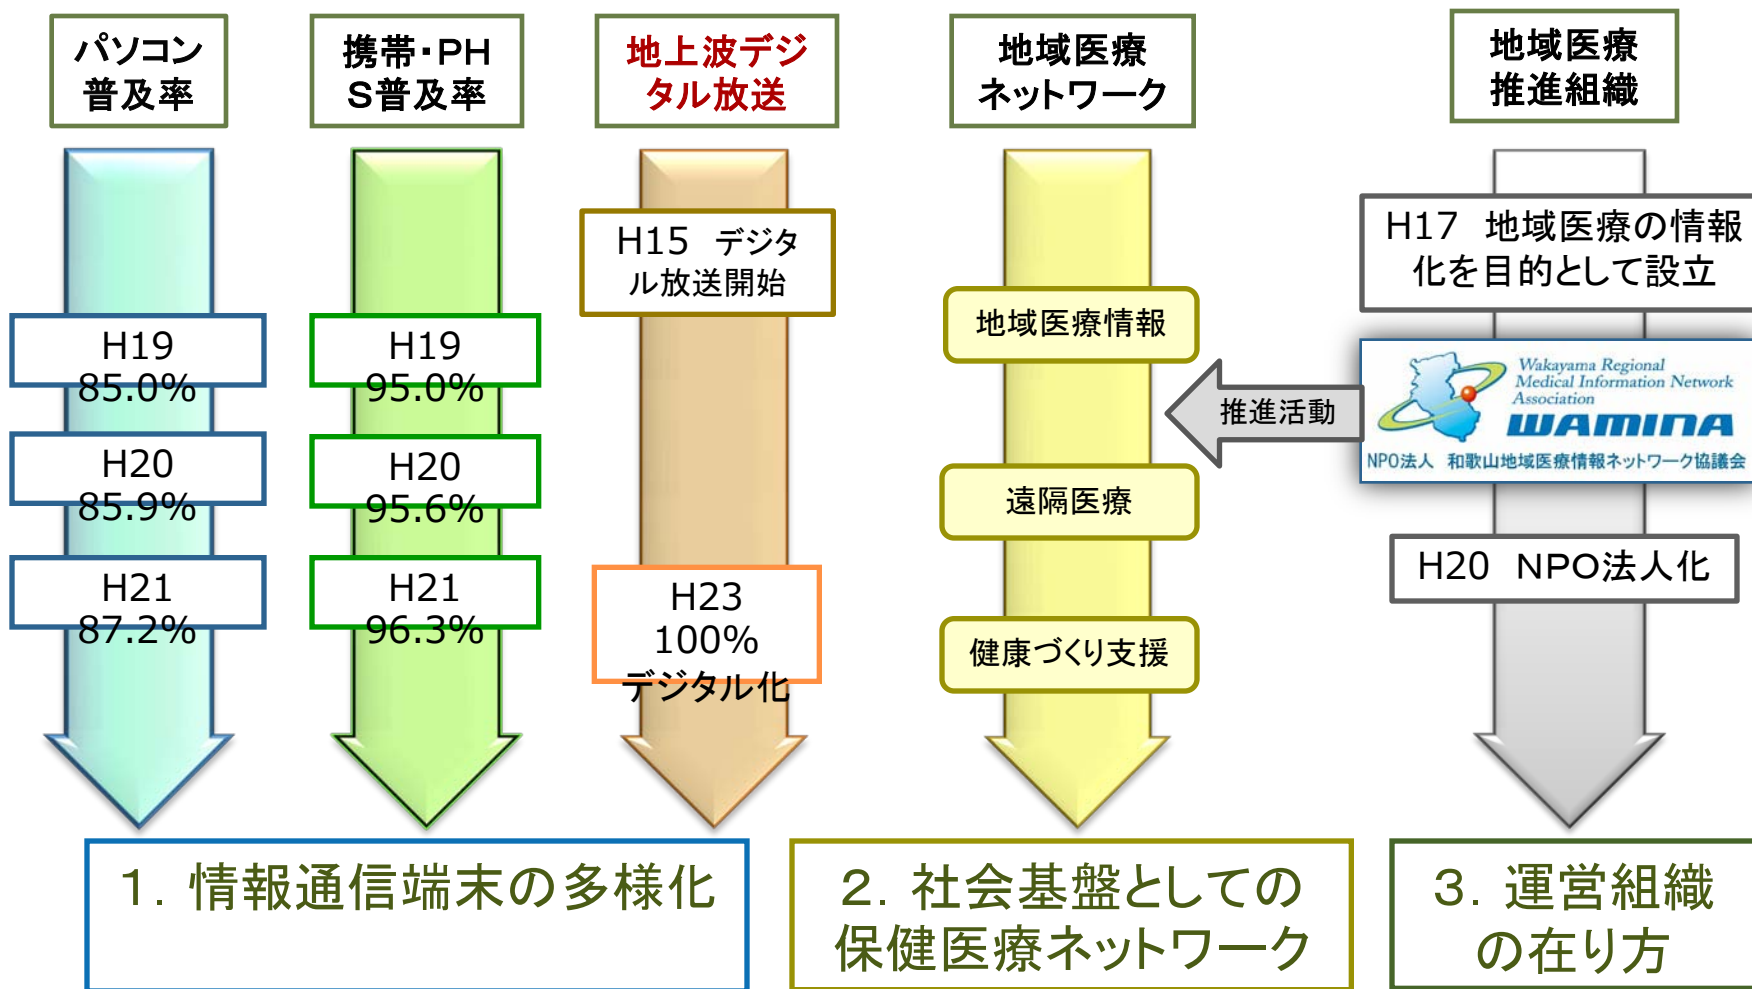 パソコン
普及率
携帯・PH
S普及率
地上波デジ
タル放送
地域医療
ネットワーク
地域医療
推進組織
H19
85.0%
H20
85.9%
H21
87.2%
H19
95.0%
H20
95.6%
H21
96.3%
H15　デジタ
ル放送開始
H23
100%
デジタル化
地域医療情報
遠隔医療
健康づくり支援
推進活動
H17　地域医療の情報
化を目的として設立
Wakayama Regional
Medical Information Network
Association
WAMINA
NPO法人　和歌山地域医療情報ネットワーク協議会
H20　NPO法人化
１．情報通信端末の多様化
２．社会基盤としての
保健医療ネットワーク
３．運営組織
の在り方